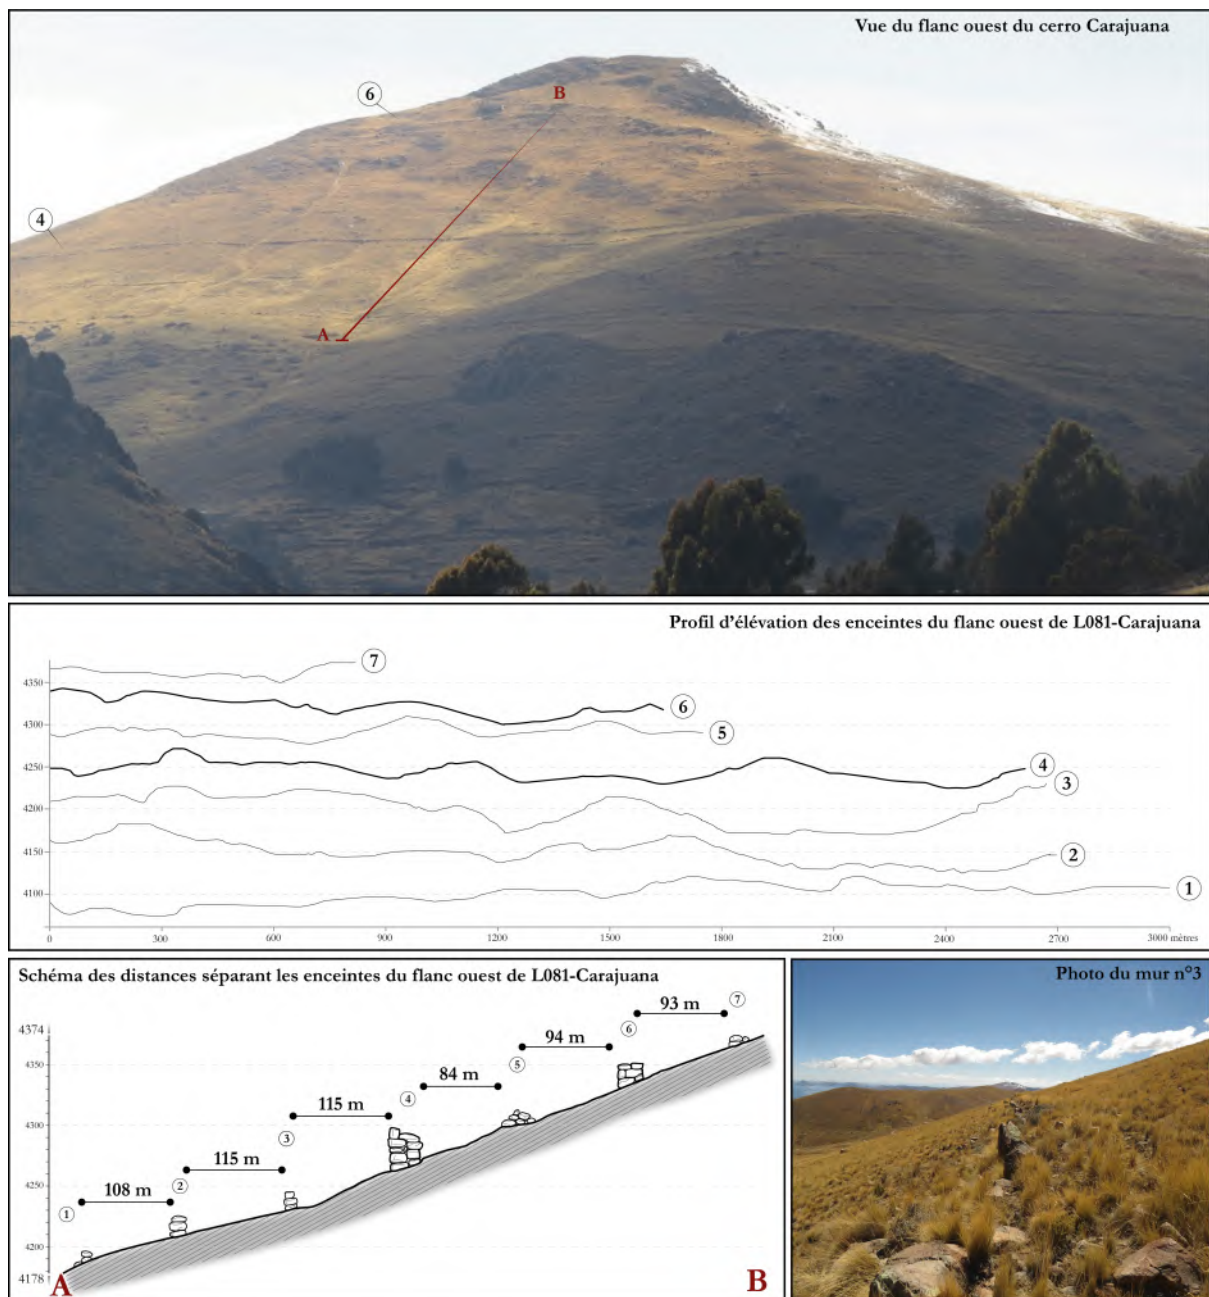 Vue du flanc ouest du cerro Carajuana
6
B
4
A
Profil d'élévation des enceintes du flanc ouest de L081-Carajuana
7
4350
6
4300
5
4250
4
3
4200
4150
2
4100
1
0 300 600 900 1200 1500 1800 2100 2400 2700 3000 mètres
Schéma des distances séparant les enceintes du flanc ouest de L081-Carajuana
4374
93 m 7
6
4350
94 m
5
84 m
4
4300
115 m
3
115 m
4250
2
108 m
1
4200
4178
A B
Photo du mur n°3